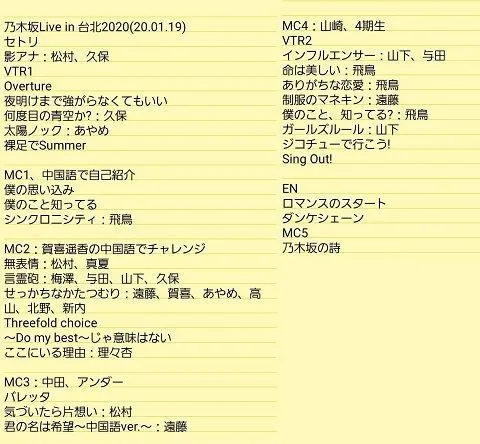 乃木坂Live in 台北2020(20.01.19)
セトリ
影アナ：松村、久保
VTR1
Overture
夜明けまで強がらなくてもいい
何度目の青空か?：久保
太陽ノック：あやめ
裸足でSummer
MC1、中国語で自己紹介
僕の思い込み
僕のこと知ってる
シンクロニシティ：飛鳥
MC2：賀喜遥香の中国語でチャレンジ
無表情：松村、真夏
言霊砲：梅澤、与田、山下、久保
せっかちなかたつむり：遠藤、賀喜、あやめ、高
山、北野、新内
Threefold choice
〜Do my best〜じゃ意味はない
ここにいる理由：理々杏
MC3：中田、アンダー
バレッタ
気づいたら片想い：松村
君の名は希望〜中国語ver.〜：遠藤
MC4：山崎、4期生
VTR2
インフルエンサー：山下、与田
命は美しい：飛鳥
ありがちな恋愛：飛鳥
制服のマネキン：遠藤
僕のこと、知ってる?：飛鳥
ガールズルール：山下
ジコチューで行こう!
Sing Out!
EN
ロマンスのスタート
ダンケシェーン
MC5
乃木坂の詩